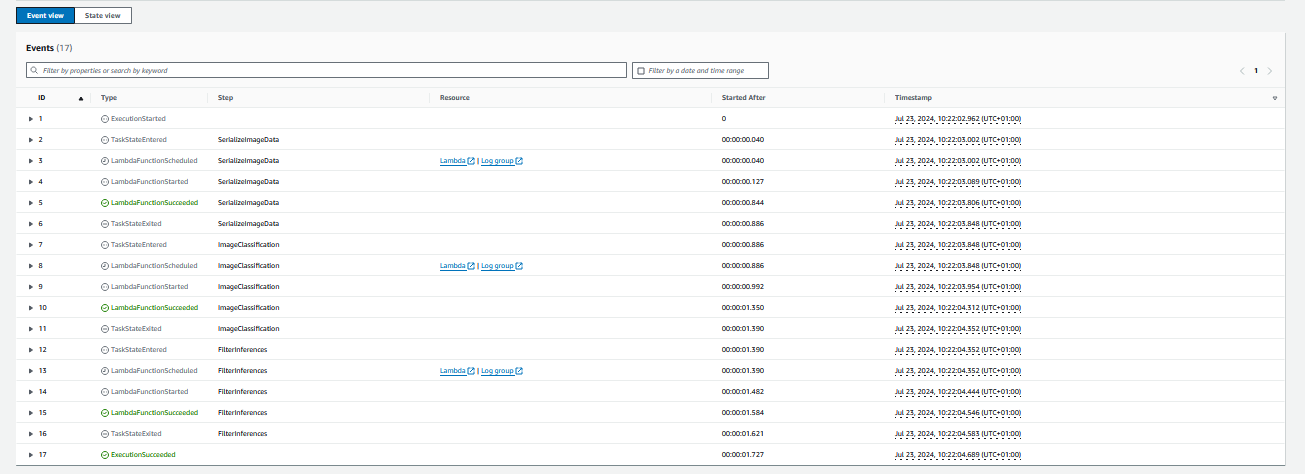 Event view State view
Events (17)
Filter by properties or search by keyword Filter by a date and time range 1
ID Type Step Resource Started After Timestamp
1 ExecutionStarted 0 Jul 23, 2024, 10:22:02.962 (UTC+01:00)
2 TaskStateEntered SerializeImageData 00:00:00.040 Jul 23, 2024, 10:22:03.002 (UTC+01:00)
3 LambdaFunctionScheduled SerializeImageData Lambda | Log group 00:00:00.040 Jul 23, 2024, 10:22:03.002 (UTC+01:00)
4 LambdaFunctionStarted SerializeImageData 00:00:00.127 Jul 23, 2024, 10:22:03.089 (UTC+01:00)
5 LambdaFunctionSucceeded SerializeImageData 00:00:00.844 Jul 23, 2024, 10:22:03.806 (UTC+01:00)
6 TaskStateExited SerializeImageData 00:00:00.886 Jul 23, 2024, 10:22:03.848 (UTC+01:00)
7 TaskStateEntered ImageClassification 00:00:00.886 Jul 23, 2024, 10:22:03.848 (UTC+01:00)
8 LambdaFunctionScheduled ImageClassification Lambda | Log group 00:00:00.886 Jul 23, 2024, 10:22:03.848 (UTC+01:00)
9 LambdaFunctionStarted ImageClassification 00:00:00.992 Jul 23, 2024, 10:22:03.954 (UTC+01:00)
10 LambdaFunctionSucceeded ImageClassification 00:00:01.350 Jul 23, 2024, 10:22:04.312 (UTC+01:00)
11 TaskStateExited ImageClassification 00:00:01.390 Jul 23, 2024, 10:22:04.352 (UTC+01:00)
12 TaskStateEntered FilterInferences 00:00:01.390 Jul 23, 2024, 10:22:04.352 (UTC+01:00)
13 LambdaFunctionScheduled FilterInferences Lambda | Log group 00:00:01.390 Jul 23, 2024, 10:22:04.352 (UTC+01:00)
14 LambdaFunctionStarted FilterInferences 00:00:01.482 Jul 23, 2024, 10:22:04.444 (UTC+01:00)
15 LambdaFunctionSucceeded FilterInferences 00:00:01.584 Jul 23, 2024, 10:22:04.546 (UTC+01:00)
16 TaskStateExited FilterInferences 00:00:01.621 Jul 23, 2024, 10:22:04.583 (UTC+01:00)
17 ExecutionSucceeded 00:00:01.727 Jul 23, 2024, 10:22:04.689 (UTC+01:00)